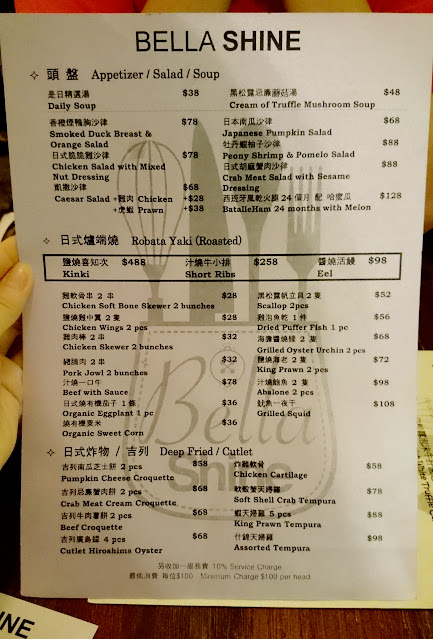 BELLA SHINE
✧ 頭 盤 Appetizer / Salad / Soup
是日精選湯 $38
Daily Soup
黑松露忌廉蘑菇湯 $48
Cream of Truffle Mushroom Soup
香橙煙鴨胸沙律 $78
Smoked Duck Breast &
Orange Salad
日式脆脆雞沙律 $78
Chicken Salad with Mixed
Nut Dressing
凱撒沙律 $68
Caesar Salad +雞肉 Chicken +$28
+虎蝦 Prawn +$38
日本南瓜沙律 $68
Japanese Pumpkin Salad
牡丹蝦柚子沙律 $88
Peony Shrimp & Pomelo Salad
日式胡麻蟹肉沙律 $88
Crab Meat Salad with Sesame
Dressing
西班牙風乾火腿 24 個月 配 哈蜜瓜 $128
BatalleHam 24 months with Melon
✧ 日式爐端燒 Robata Yaki (Roasted)
鹽燒喜知次 $488
Kinki
汁燒牛小排 $258
Short Ribs
醬燒活鰻 $98
Eel
雞軟骨串 2 串 $28
Chicken Soft Bone Skewer 2 bunches
鹽燒雞中翼 2 隻 $28
Chicken Wings 2 pcs
雞肉棒 2 串 $32
Chicken Skewer 2 bunches
豬頸肉 2 串 $32
Pork Jowl 2 bunches
汁燒一口牛 $78
Beef with Sauce
日式燒有機茄子 1 條 $36
Organic Eggplant 1 pc
燒有機粟米 $36
Organic Sweet Corn
黑松露帆立貝 2 隻 $52
Scallop 2pcs
雞泡魚乾 1 件 $56
Dried Puffer Fish 1 pc
海膽醬燒蠔 2 隻 $68
Grilled Oyster Urchin 2 pcs
鹽燒海老 2 隻 $72
King Prawn 2 pcs
汁燒鮑魚 2 隻 $98
Abalone 2 pcs
魷魚一夜干 $108
Grilled Squid
Bella
Shine
✧ 日式炸物 / 吉列 Deep Fried / Cutlet
吉列南瓜芝士餅 2 pcs $58
Pumpkin Cheese Croquette
吉列忌廉蟹肉餅 2 pcs $68
Crab Meat Cream Croquette
吉列牛肉薯餅 2 pcs $68
Beef Croquette
吉列廣島蠔 4 pcs $68
Cutlet Hiroshima Oyster
炸雞軟骨 $58
Chicken Cartilage
軟殼蟹天婦羅 $78
Soft Shell Crab Tempura
蝦天婦羅 5 pcs $88
King Prawn Tempura
什錦天婦羅 $98
Assorted Tempura
另收加一服務費 10% Service Charge
最低消費 每位$100 Minimum Charge $100 per head
INE